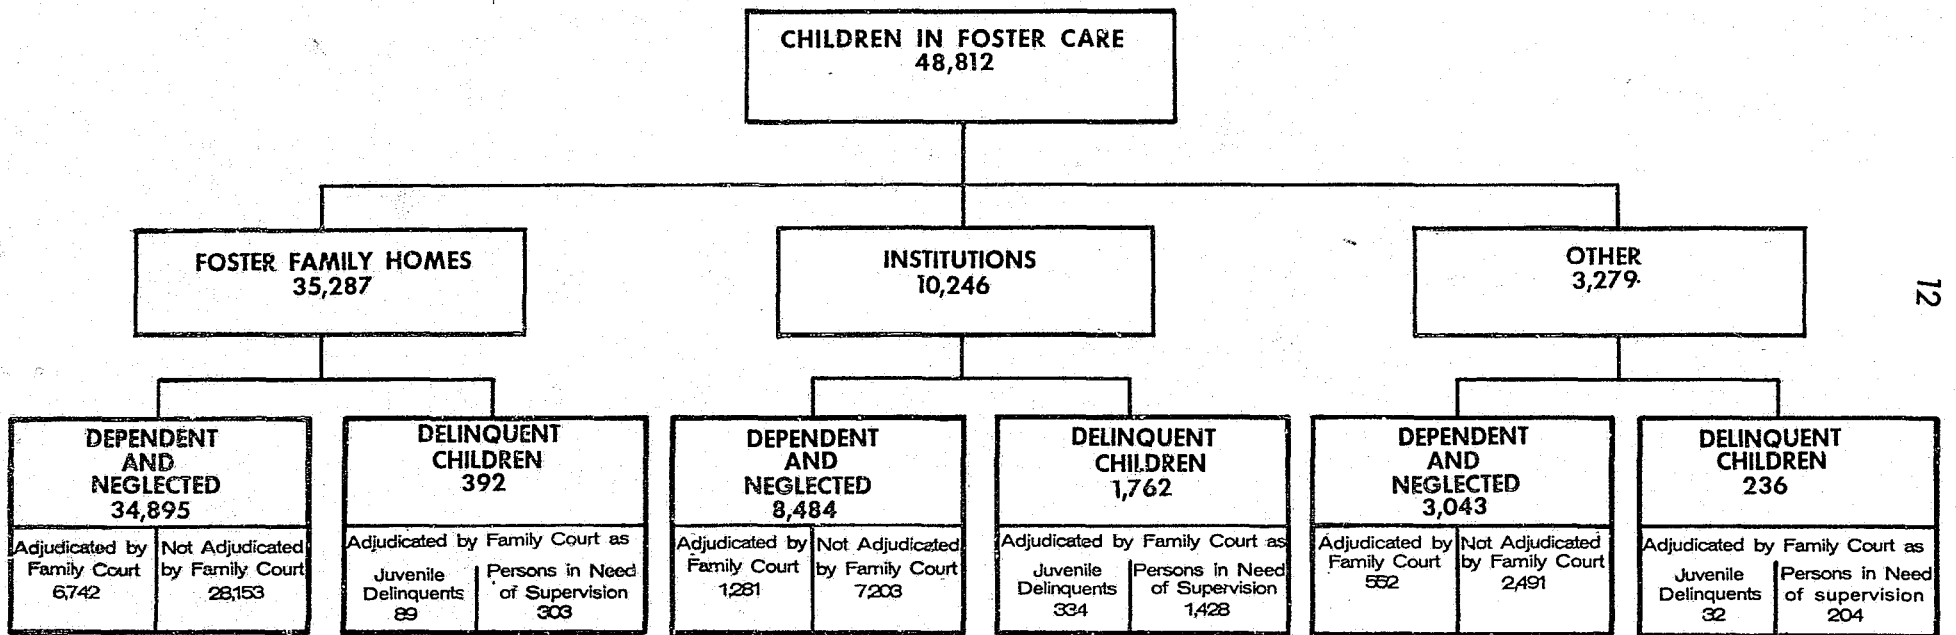 CHILDREN IN FOSTER CARE
48,812
FOSTER FAMILY HOMES
35,287
INSTITUTIONS
10,246
OTHER
3,279
12
DEPENDENT
AND
NEGLECTED
34,895
Adjudicated by
Family Court
6,742
Not Adjudicated
by Family Court
28,153
DELINQUENT
CHILDREN
392
Adjudicated by Family Court as
Juvenile
Delinquents
89
Persons in Need
of Supervision
303
DEPENDENT
AND
NEGLECTED
8,484
Adjudicated by
Family Court
1,281
Not Adjudicated
by Family Court
7,203
DELINQUENT
CHILDREN
1,762
Adjudicated by Family Court as
Juvenile
Delinquents
334
Persons in Need
of Supervision
1,428
DEPENDENT
AND
NEGLECTED
3,043
Adjudicated by
Family Court
552
Not Adjudicated
by Family Court
2,491
DELINQUENT
CHILDREN
236
Adjudicated by Family Court as
Juvenile
Delinquents
32
Persons in Need
of supervision
204